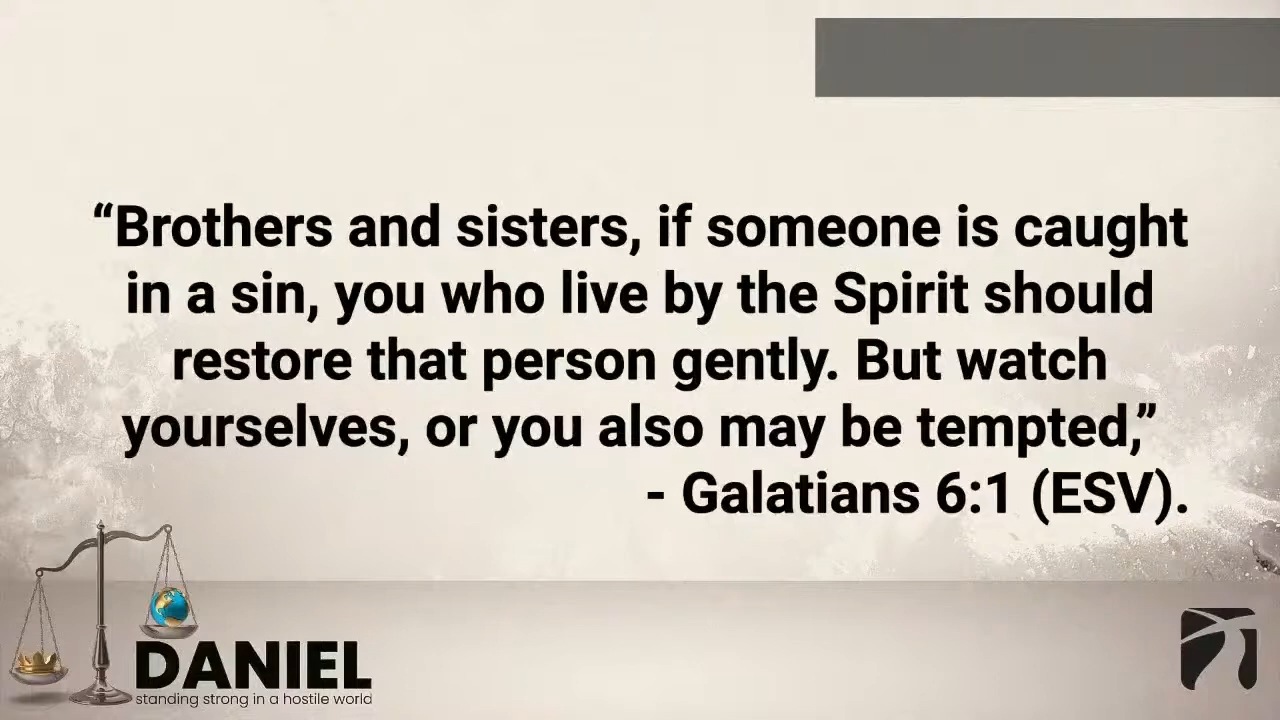 “Brothers and sisters, if someone is caught
in a sin, you who live by the Spirit should
restore that person gently. But watch
yourselves, or you also may be tempted,”
- Galatians 6:1 (ESV).
DANIEL
standing strong in a hostile world